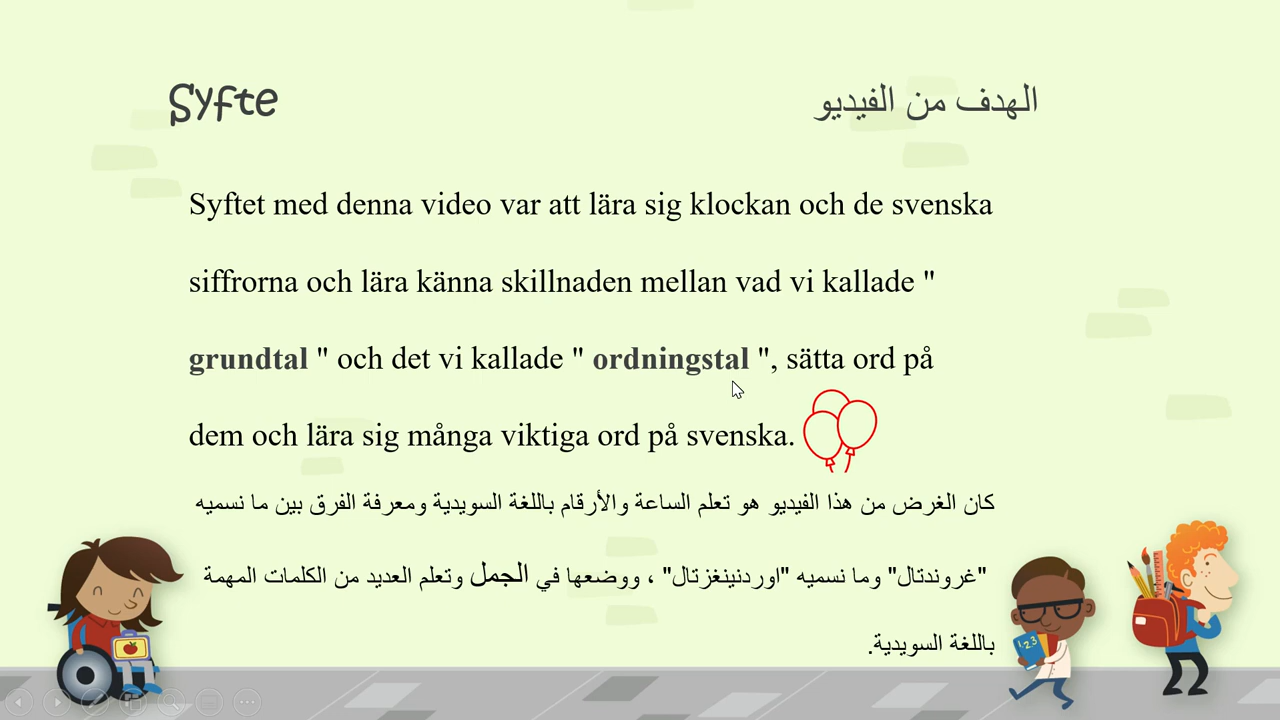 Syfte
الهدف من الفيديو
Syftet med denna video var att lära sig klockan och de svenska
siffrorna och lära känna skillnaden mellan vad vi kallade "
grundtal " och det vi kallade " ordningstal ", sätta ord på
dem och lära sig många viktiga ord på svenska.
كان الغرض من هذا الفيديو هو تعلم الساعة والأرقام باللغة السويدية ومعرفة الفرق بين ما نسميه
"غروندتال" وما نسميه "اوردنينغزتال" ، ووضعها في الجمل وتعلم العديد من الكلمات المهمة
باللغة السويدية.
1,2,3